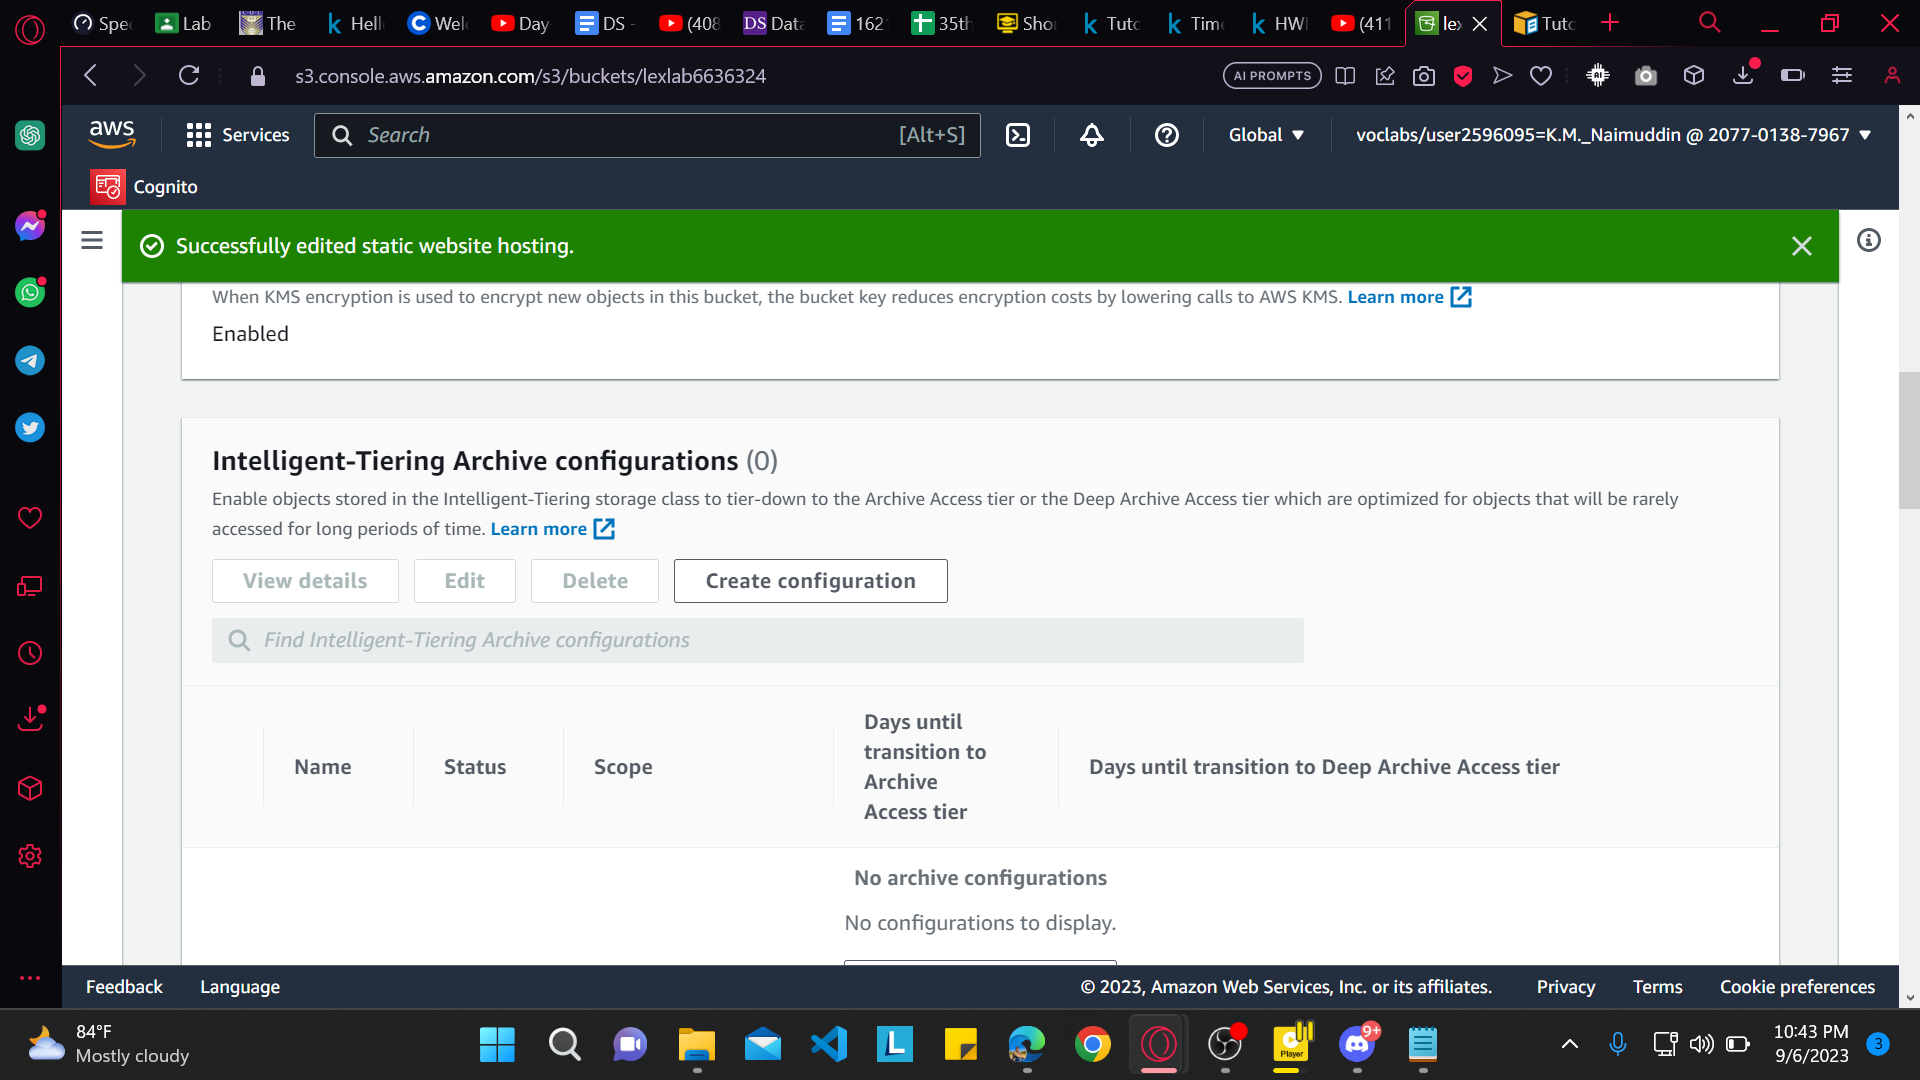 Spe
Lab
The
Hell
Wel
Day
DS -
(408
DS
Data
162
35th
Sho
Tuto
Time
HWI
(411
lex
Tuto
s3.console.aws.amazon.com/s3/buckets/lexlab6636324
AI PROMPTS
aws
Services
Search
[Alt+S]
Global
voclabs/user2596095=K.M._Naimuddin @ 2077-0138-7967
Cognito
Successfully edited static website hosting.
When KMS encryption is used to encrypt new objects in this bucket, the bucket key reduces encryption costs by lowering calls to AWS KMS. Learn more
Enabled
Intelligent-Tiering Archive configurations (0)
Enable objects stored in the Intelligent-Tiering storage class to tier-down to the Archive Access tier or the Deep Archive Access tier which are optimized for objects that will be rarely
accessed for long periods of time. Learn more
View details
Edit
Delete
Create configuration
Find Intelligent-Tiering Archive configurations
Name
Status
Scope
Days until
transition to
Archive
Access tier
Days until transition to Deep Archive Access tier
No archive configurations
No configurations to display.
Feedback
Language
© 2023, Amazon Web Services, Inc. or its affiliates.
Privacy
Terms
Cookie preferences
84°F
Mostly cloudy
L
Player
9+
10:43 PM
9/6/2023
3